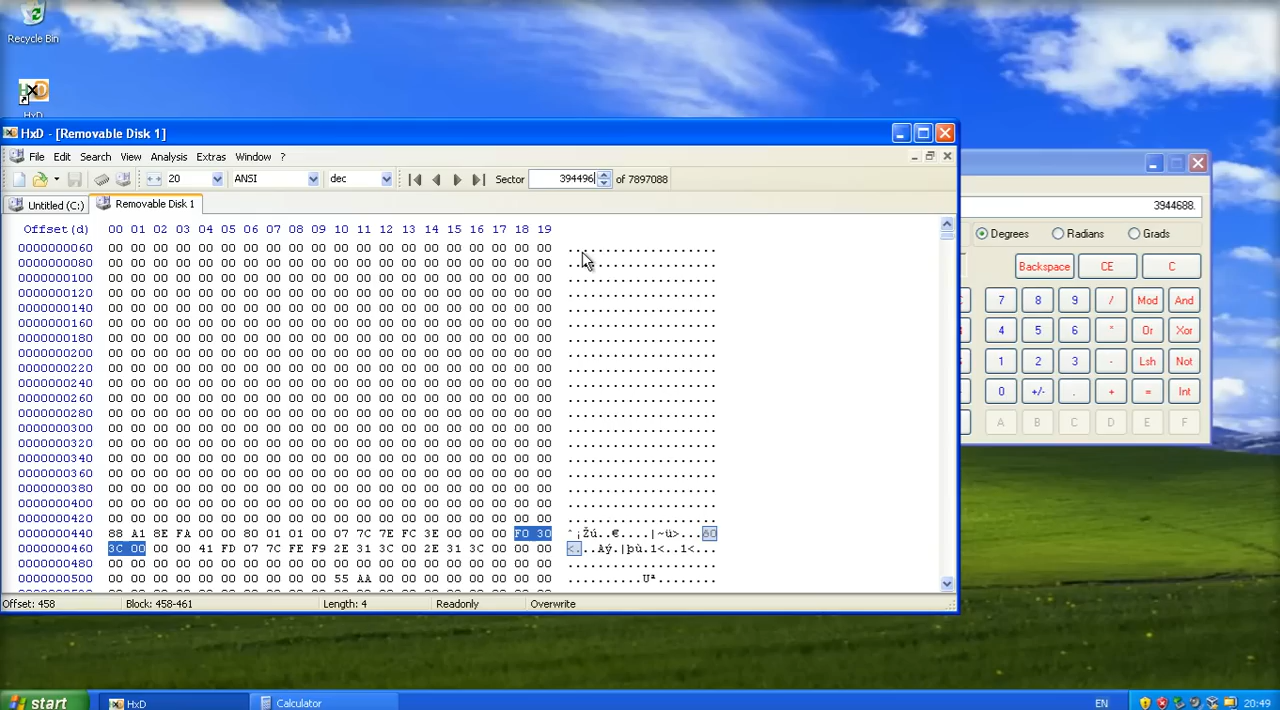 Recycle Bin
HxD
HxD - [Removable Disk 1]
File Edit Search View Analysis Extras Window ?
20 ANSI dec Sector 394496 of 7897088
Untitled (C:) Removable Disk 1
Offset(d) 00 01 02 03 04 05 06 07 08 09 10 11 12 13 14 15 16 17 18 19
0000000060 00 00 00 00 00 00 00 00 00 00 00 00 00 00 00 00 00 00 00 00 ....................
0000000080 00 00 00 00 00 00 00 00 00 00 00 00 00 00 00 00 00 00 00 00 ....................
0000000100 00 00 00 00 00 00 00 00 00 00 00 00 00 00 00 00 00 00 00 00 ....................
0000000120 00 00 00 00 00 00 00 00 00 00 00 00 00 00 00 00 00 00 00 00 ....................
0000000140 00 00 00 00 00 00 00 00 00 00 00 00 00 00 00 00 00 00 00 00 ....................
0000000160 00 00 00 00 00 00 00 00 00 00 00 00 00 00 00 00 00 00 00 00 ....................
0000000180 00 00 00 00 00 00 00 00 00 00 00 00 00 00 00 00 00 00 00 00 ....................
0000000200 00 00 00 00 00 00 00 00 00 00 00 00 00 00 00 00 00 00 00 00 ....................
0000000220 00 00 00 00 00 00 00 00 00 00 00 00 00 00 00 00 00 00 00 00 ....................
0000000240 00 00 00 00 00 00 00 00 00 00 00 00 00 00 00 00 00 00 00 00 ....................
0000000260 00 00 00 00 00 00 00 00 00 00 00 00 00 00 00 00 00 00 00 00 ....................
0000000280 00 00 00 00 00 00 00 00 00 00 00 00 00 00 00 00 00 00 00 00 ....................
0000000300 00 00 00 00 00 00 00 00 00 00 00 00 00 00 00 00 00 00 00 00 ....................
0000000320 00 00 00 00 00 00 00 00 00 00 00 00 00 00 00 00 00 00 00 00 ....................
0000000340 00 00 00 00 00 00 00 00 00 00 00 00 00 00 00 00 00 00 00 00 ....................
0000000360 00 00 00 00 00 00 00 00 00 00 00 00 00 00 00 00 00 00 00 00 ....................
0000000380 00 00 00 00 00 00 00 00 00 00 00 00 00 00 00 00 00 00 00 00 ....................
0000000400 00 00 00 00 00 00 00 00 00 00 00 00 00 00 00 00 00 00 00 00 ....................
0000000420 00 00 00 00 00 00 00 00 00 00 00 00 00 00 00 00 00 00 00 00 ....................
0000000440 88 A1 8E FA 00 00 80 01 01 00 07 7C 7E FC 3E 00 00 00 F0 30 ˆ¡Žú..€....|~ü>...ð0
0000000460 3C 00 00 00 41 FD 07 7C FE F9 2E 31 3C 00 2E 31 3C 00 00 00 <...Aý.|þù.1<..1<...
0000000480 00 00 00 00 00 00 00 00 00 00 00 00 00 00 00 00 00 00 00 00 ....................
0000000500 00 00 00 00 00 00 00 00 00 00 55 AA 00 00 00 00 00 00 00 00 ..........Uª........
Offset: 458 Block: 458-461 Length: 4 Readonly Overwrite
3944688.
Degrees Radians Grads
Backspace CE C
7 8 9 / Mod And
4 5 6 * Or Xor
1 2 3 - Lsh Not
0 +/- . + = Int
A B C D E F
start HxD Calculator EN 20:49